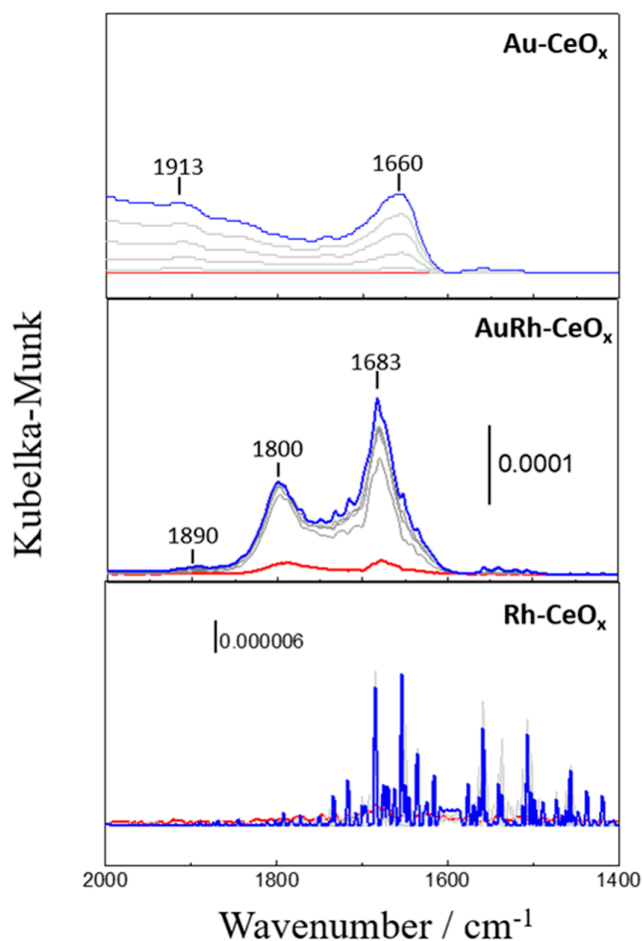 Au-CeOₓ
1913
1660
AuRh-CeOₓ
1683
1800
0.0001
1890
Kubelka-Munk
Rh-CeOₓ
0.000006
2000
1800
1600
1400
Wavenumber / cm⁻¹